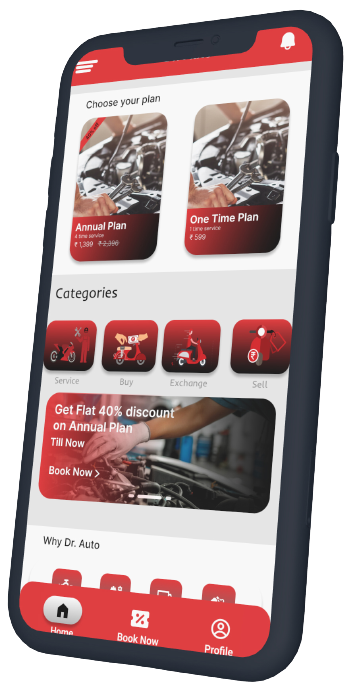 Choose your plan
Annual Plan
4 time service
₹ 1,399 ₹ 2,396
One Time Plan
1 time service
₹ 599
Categories
Service
Buy
Exchange
Sell
Get Flat 40% discount
on Annual Plan
Till Now
Book Now >
Why Dr. Auto
Home
Book Now
Profile